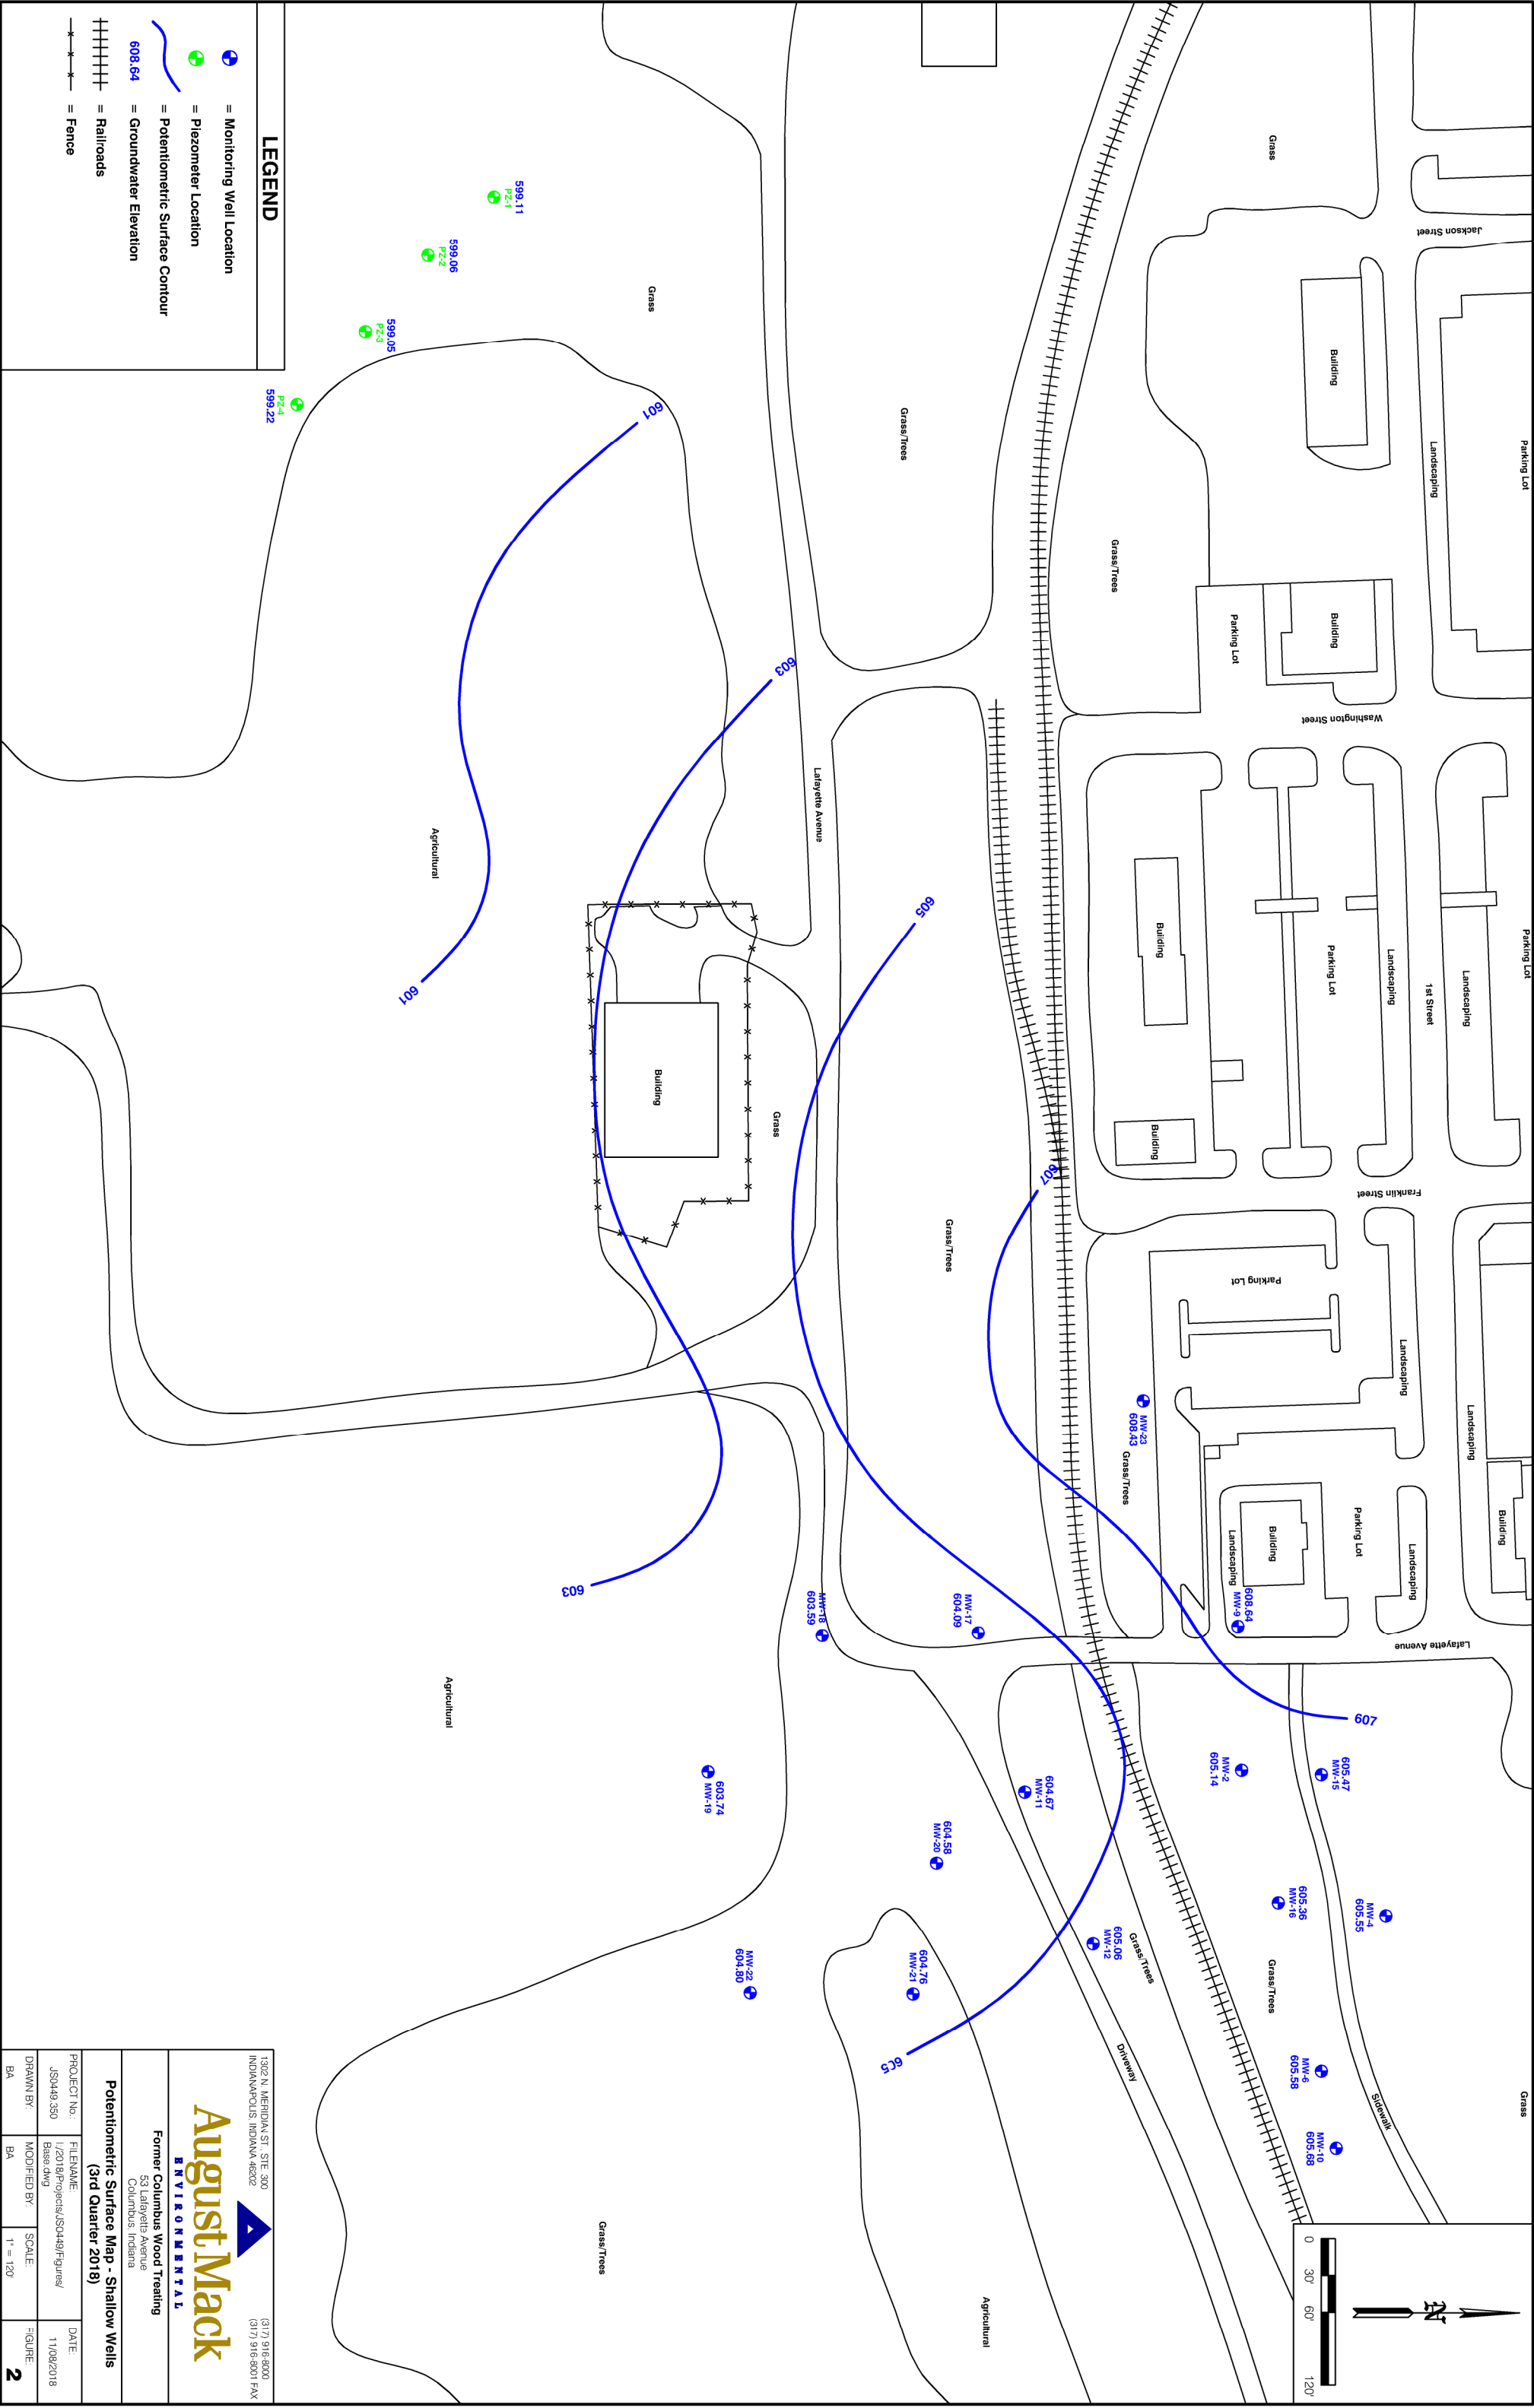 LEGEND
= Monitoring Well Location
= Piezometer Location
= Potentiometric Surface Contour
608.64 = Groundwater Elevation
= Railroads
= Fence
599.11
PZ-1
599.06
PZ-2
599.05
PZ-3
PZ-4
599.22
Grass
Grass
Jackson Street
Building
Landscaping
Parking Lot
Grass/Trees
Grass/Trees
Parking Lot
Building
Washington Street
601
603
605
607
Lafayette Avenue
Agricultural
601
Building
Grass
Building
Building
Parking Lot
Landscaping
1st Street
Landscaping
Parking Lot
Franklin Street
Grass/Trees
Parking Lot
Landscaping
Landscaping
MW-23
608.43
Grass/Trees
Landscaping
Building
Parking Lot
Landscaping
Building
608.64
MW-9
Lafayette Avenue
603
MW-18
603.59
MW-17
604.09
607
Agricultural
603.74
MW-19
604.67
MW-11
604.58
MW-20
MW-2
605.14
605.47
MW-15
605.36
MW-16
MW-4
605.55
605.06
MW-12
Grass/Trees
Grass/Trees
604.76
MW-21
MW-22
604.80
605
Driveway
MW-6
605.58
MW-10
605.68
Sidewalk
Grass
Grass/Trees
Agricultural
0 30' 60' 120'
N
1302 N. MERIDIAN ST., STE. 300
INDIANAPOLIS, INDIANA 46202
(317) 916-8000
(317) 916-8001 FAX
August Mack
ENVIRONMENTAL
Former Columbus Wood Treating
53 Lafayette Avenue
Columbus, Indiana
Potentiometric Surface Map - Shallow Wells
(3rd Quarter 2018)
PROJECT No.:
JS0449.350
FILENAME:
I:/2018/Projects/JS0449/Figures/
Base.dwg
DATE:
11/08/2018
DRAWN BY:
BA
MODIFIED BY:
BA
SCALE:
1" = 120'
FIGURE:
2